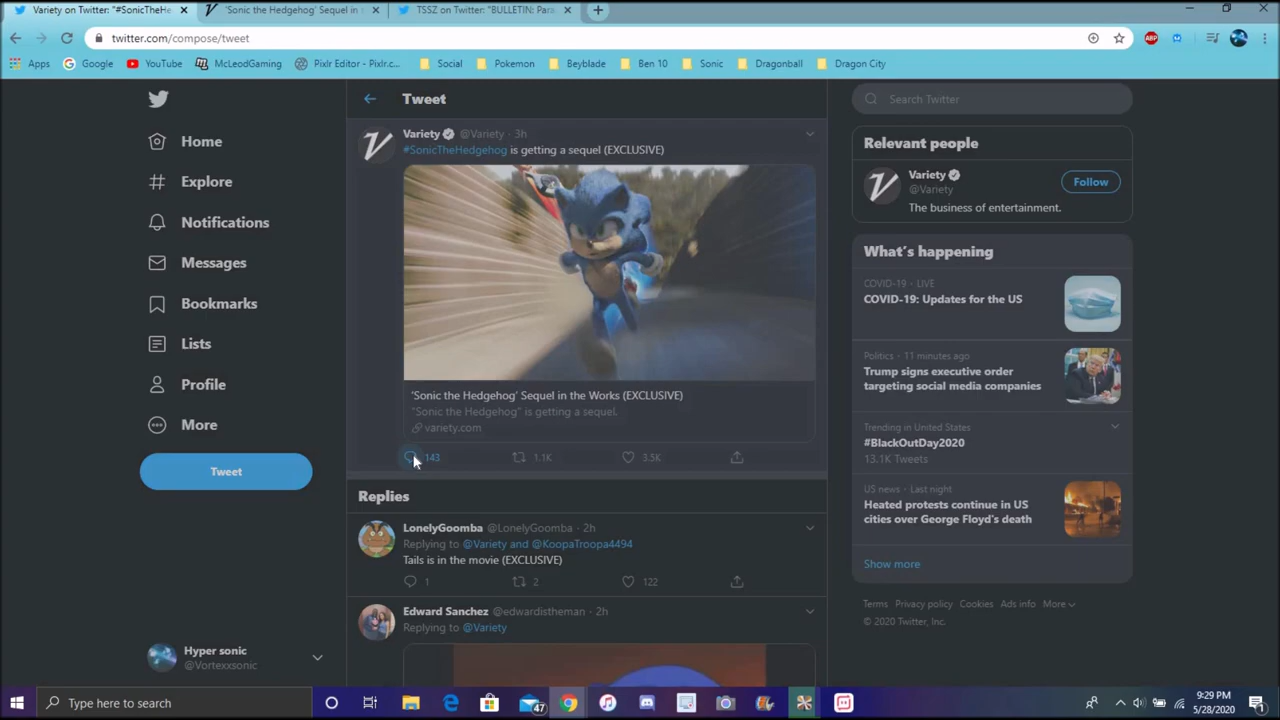 Variety on Twitter: "#SonicTheHe
'Sonic the Hedgehog' Sequel in t
TSSZ on Twitter: "BULLETIN: Para
twitter.com/compose/tweet
ABP
Apps
Google
YouTube
McLeodGaming
Pixlr Editor - Pixlr.c...
Social
Pokemon
Beyblade
Ben 10
Sonic
Dragonball
Dragon City
Home
Explore
Notifications
Messages
Bookmarks
Lists
Profile
More
Tweet
Hyper sonic
@Vortexxsonic
Tweet
Variety @Variety · 3h
#SonicTheHedgehog is getting a sequel (EXCLUSIVE)
'Sonic the Hedgehog' Sequel in the Works (EXCLUSIVE)
"Sonic the Hedgehog" is getting a sequel.
variety.com
143 1.1K 3.5K
Replies
LonelyGoomba @LonelyGoomba · 2h
Replying to @Variety and @KoopaTroopa4494
Tails is in the movie (EXCLUSIVE)
1 2 122
Edward Sanchez @edwardistheman · 2h
Replying to @Variety
Search Twitter
Relevant people
Variety
@Variety
Follow
The business of entertainment.
What's happening
COVID-19 · LIVE
COVID-19: Updates for the US
Politics · 11 minutes ago
Trump signs executive order
targeting social media companies
Trending in United States
#BlackOutDay2020
13.1K Tweets
US news · Last night
Heated protests continue in US
cities over George Floyd's death
Show more
Terms Privacy policy Cookies Ads info More
© 2020 Twitter, Inc.
Type here to search
47
9:29 PM
5/28/2020
1